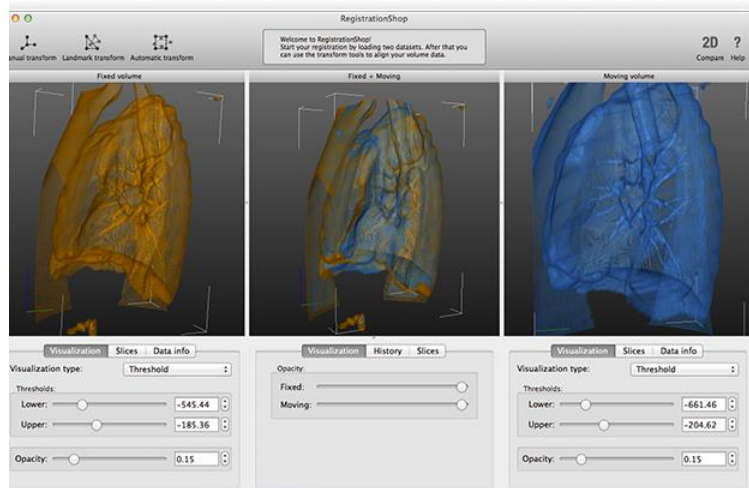 RegistrationShop
Welcome to RegistrationShop!
Start your registration by loading two datasets. After that you
can use the transform tools to align your volume data.
2D ?
nual transform Landmark transform Automatic transform
Compare Help
Fixed volume
Fixed + Moving
Moving volume
Visualization Slices Data info
Visualization type: Threshold
Thresholds:
Lower: -545.44
Upper: -185.36
Opacity: 0.15
Visualization History Slices
Opacity:
Fixed:
Moving:
Visualization Slices Data info
Visualization type: Threshold
Thresholds:
Lower: -661.46
Upper: -204.62
Opacity: 0.15